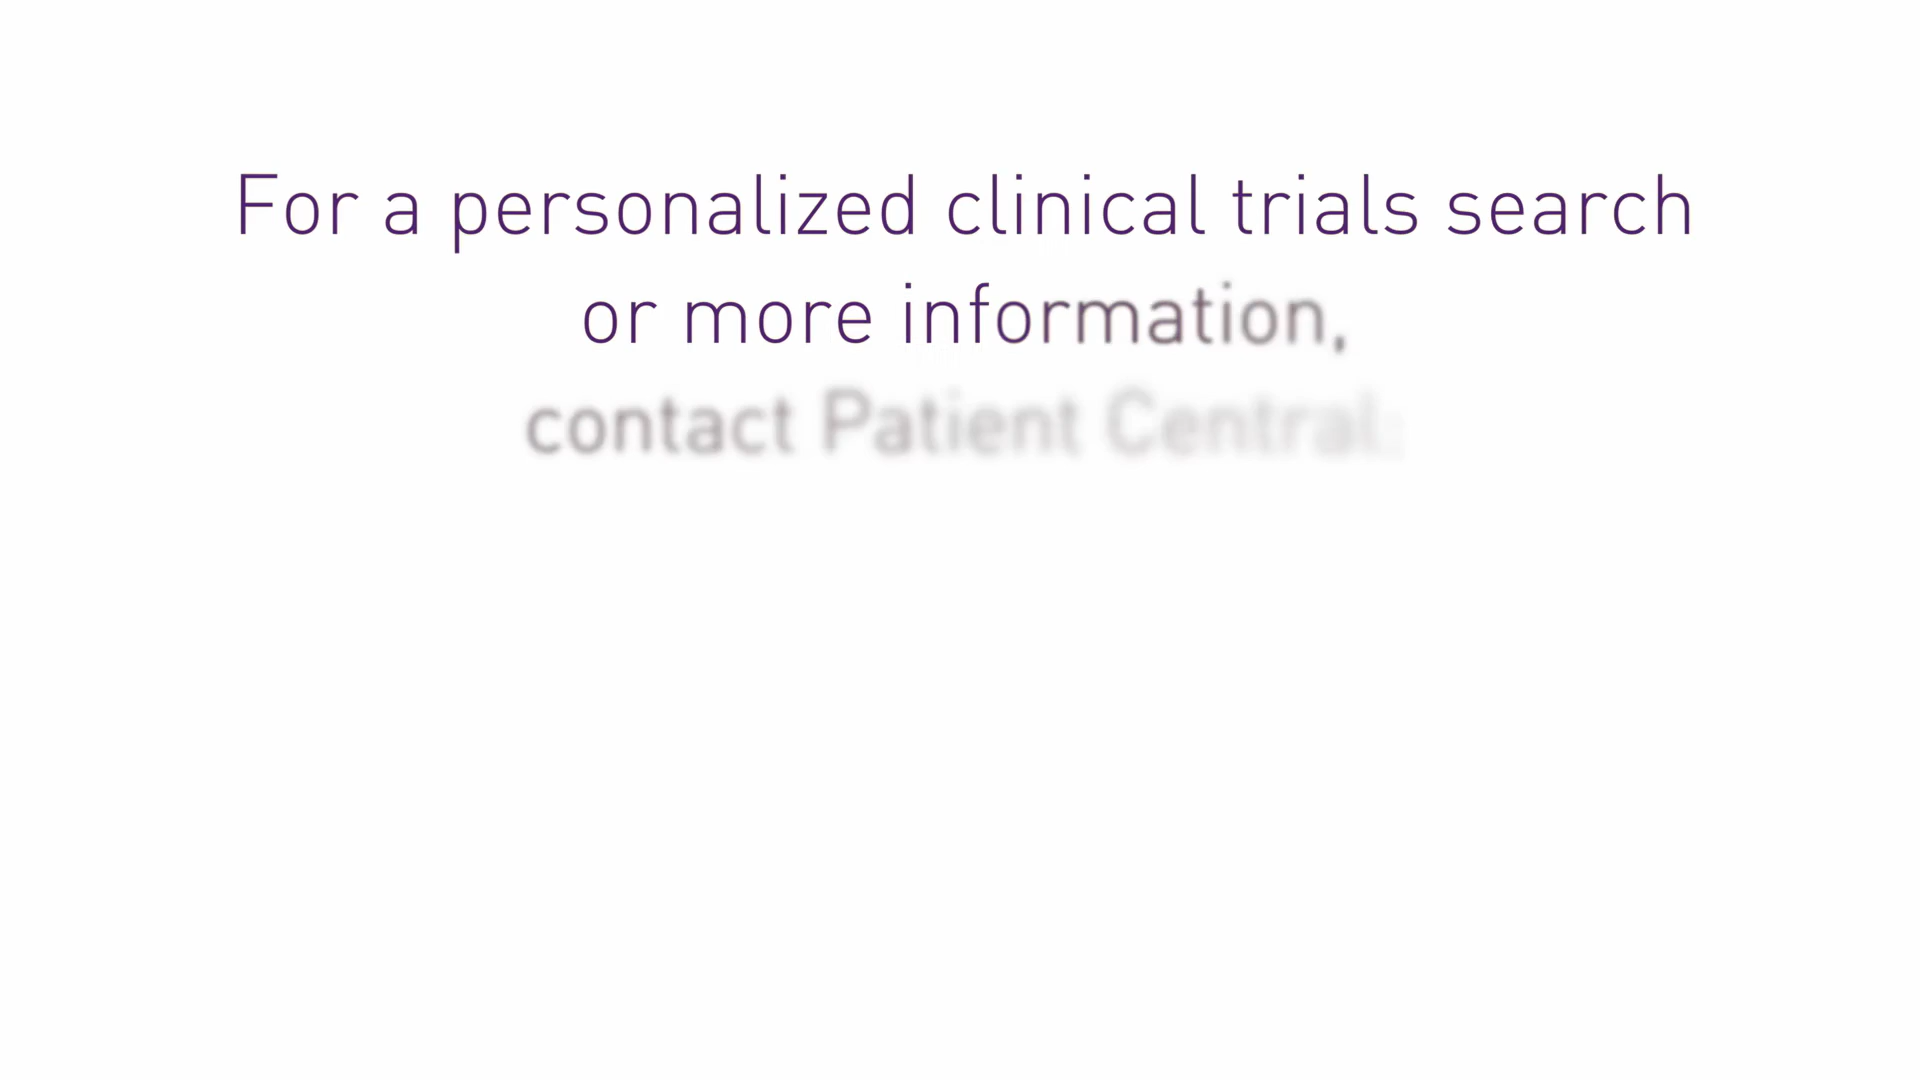 For a personalized clinical trials search
or more information,
contact Patient Central: